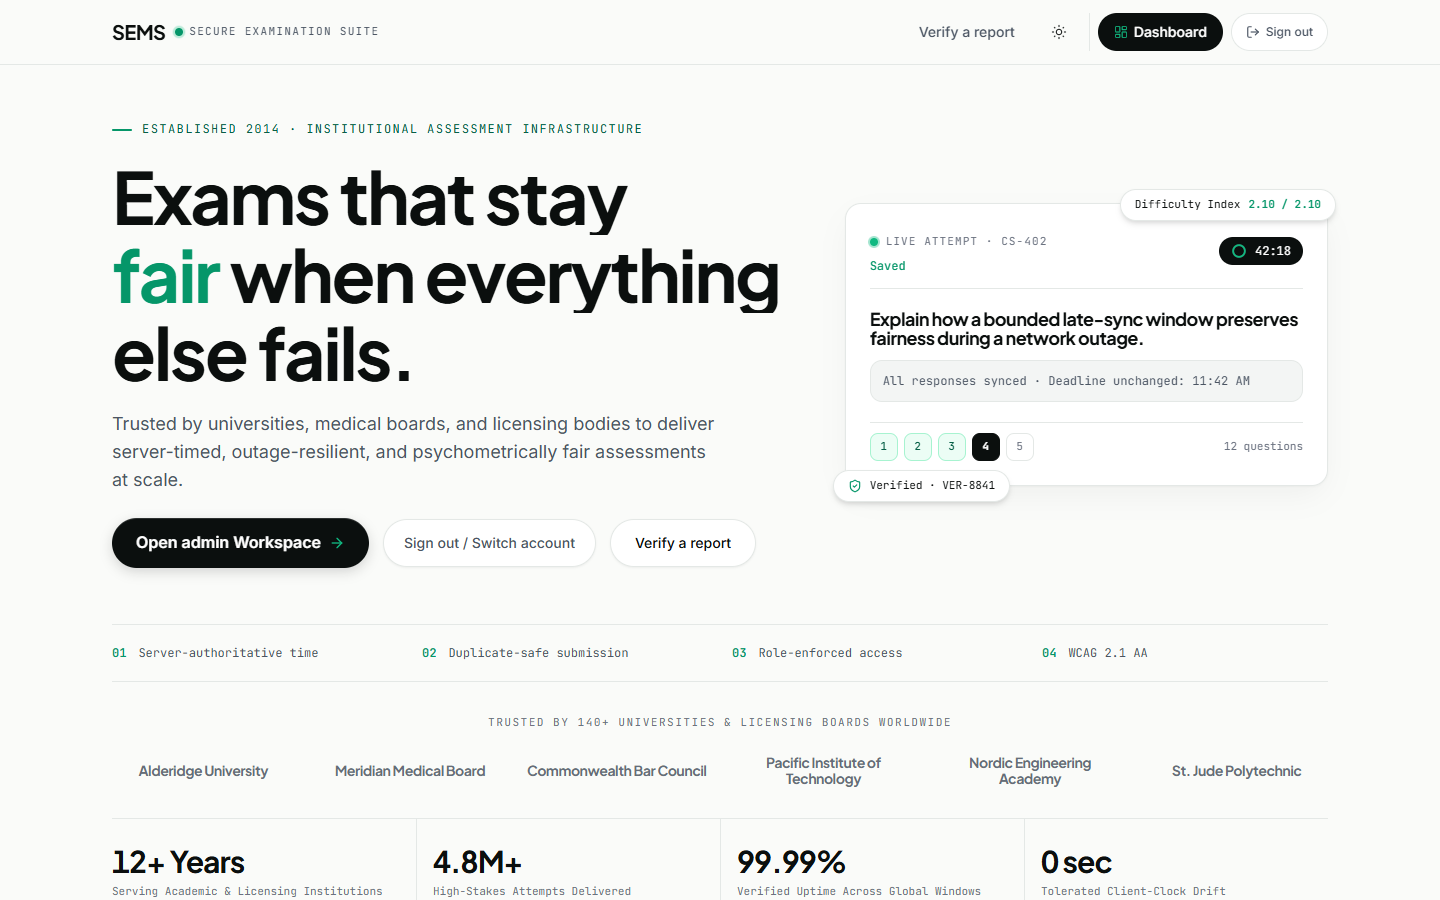 SEMS
SECURE EXAMINATION SUITE
Verify a report
Dashboard
Sign out
ESTABLISHED 2014 · INSTITUTIONAL ASSESSMENT INFRASTRUCTURE
Exams that stay
fair when everything
else fails.
Trusted by universities, medical boards, and licensing bodies to deliver
server-timed, outage-resilient, and psychometrically fair assessments
at scale.
Open admin Workspace
Sign out / Switch account
Verify a report
Difficulty Index 2.10 / 2.10
LIVE ATTEMPT · CS-402
Saved
42:18
Explain how a bounded late-sync window preserves
fairness during a network outage.
All responses synced · Deadline unchanged: 11:42 AM
1 2 3 4 5
12 questions
Verified · VER-8841
01 Server-authoritative time
02 Duplicate-safe submission
03 Role-enforced access
04 WCAG 2.1 AA
TRUSTED BY 140+ UNIVERSITIES & LICENSING BOARDS WORLDWIDE
Alderidge University
Meridian Medical Board
Commonwealth Bar Council
Pacific Institute of
Technology
Nordic Engineering
Academy
St. Jude Polytechnic
12+ Years
Serving Academic & Licensing Institutions
4.8M+
High-Stakes Attempts Delivered
99.99%
Verified Uptime Across Global Windows
0 sec
Tolerated Client-Clock Drift